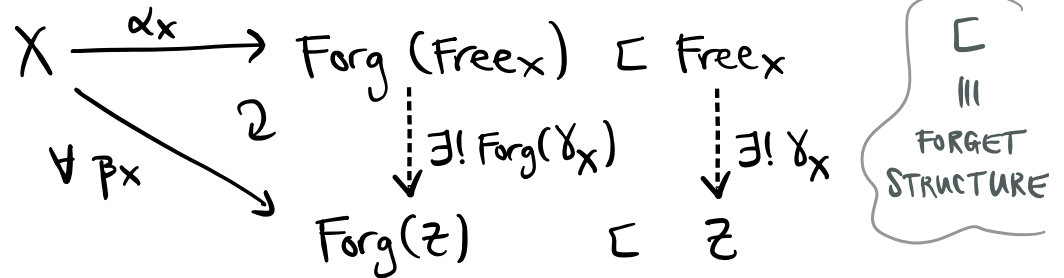 X αx Forg (Freex) ⊏ Freex
∀ βx ∃! Forg(γx) ∃! γx
Forg(Z) ⊏ Z
⊏
≡
FORGET
STRUCTURE